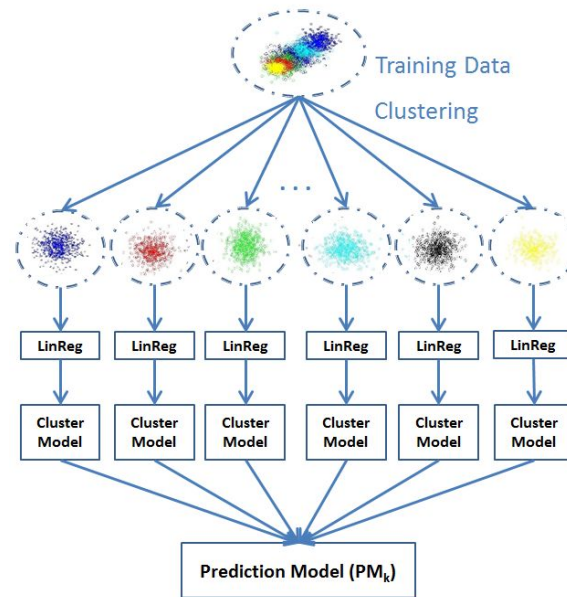 Training Data
Clustering
...
LinReg
LinReg
LinReg
LinReg
LinReg
LinReg
Cluster
Model
Cluster
Model
Cluster
Model
Cluster
Model
Cluster
Model
Cluster
Model
Prediction Model (PMk)